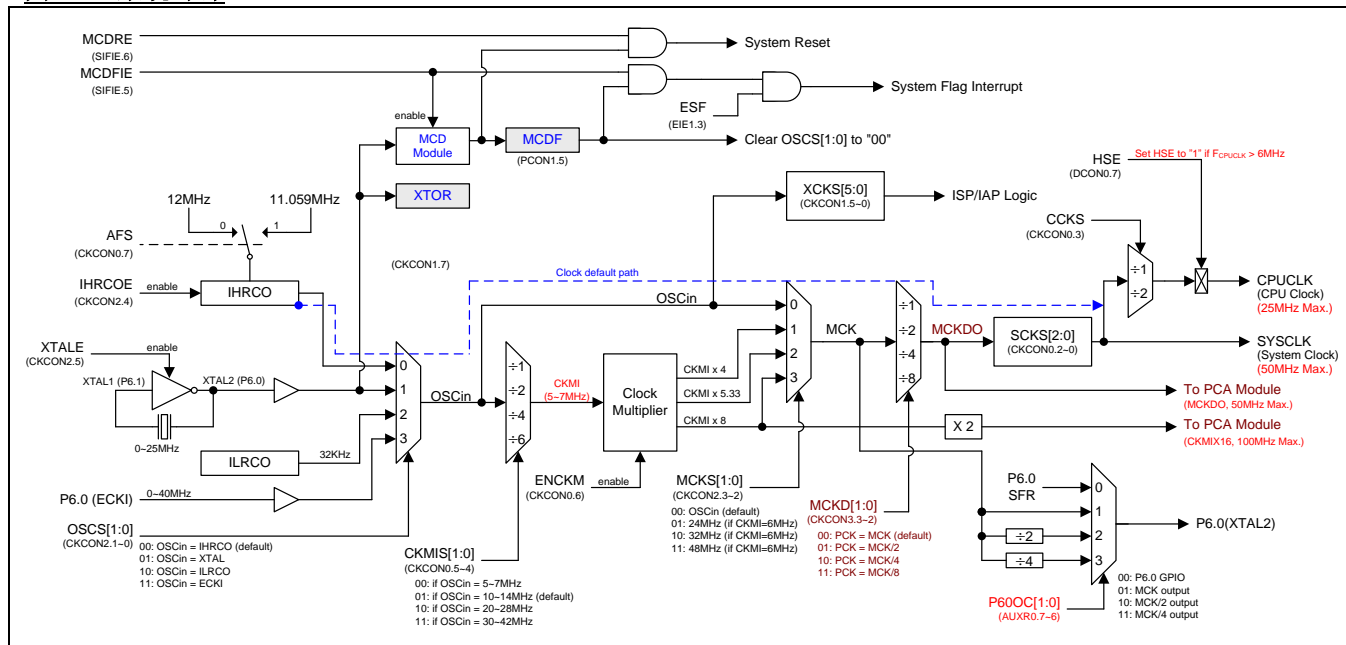 MCDRE
(SIFIE.6)
MCDFIE
(SIFIE.5)
System Reset
System Flag Interrupt
ESF
(EIE1.3)
enable
MCD
Module
MCDF
(PCON1.5)
Clear OSCS[1:0] to "00"
XTOR
HSE
(DCON0.7)
Set HSE to "1" if FCPUCLK > 6MHz
XCKS[5:0]
(CKCON1.5~0)
ISP/IAP Logic
CCKS
(CKCON0.3)
12MHz
11.059MHz
0
1
AFS
(CKCON0.7)
(CKCON1.7)
IHRCOE
(CKCON2.4)
enable
IHRCO
Clock default path
÷1
÷2
CPUCLK
(CPU Clock)
(25MHz Max.)
XTALE
(CKCON2.5)
enable
XTAL1 (P6.1)
XTAL2 (P6.0)
0~25MHz
ILRCO
32KHz
P6.0 (ECKI)
0~40MHz
0
1
2
3
OSCin
OSCS[1:0]
(CKCON2.1~0)
00: OSCin = IHRCO (default)
01: OSCin = XTAL
10: OSCin = ILRCO
11: OSCin = ECKI
÷1
÷2
÷4
÷6
CKMI
(5~7MHz)
CKMIS[1:0]
(CKCON0.5~4)
00: if OSCin = 5~7MHz
01: if OSCin = 10~14MHz (default)
10: if OSCin = 20~28MHz
11: if OSCin = 30~42MHz
Clock
Multiplier
ENCKM
(CKCON0.6)
enable
OSCin
CKMI x 4
CKMI x 5.33
CKMI x 8
0
1
2
3
MCK
MCKS[1:0]
(CKCON2.3~2)
00: OSCin (default)
01: 24MHz (if CKMI=6MHz)
10: 32MHz (if CKMI=6MHz)
11: 48MHz (if CKMI=6MHz)
÷1
÷2
÷4
÷8
MCKDO
MCKD[1:0]
(CKCON3.3~2)
00: PCK = MCK (default)
01: PCK = MCK/2
10: PCK = MCK/4
11: PCK = MCK/8
SCKS[2:0]
(CKCON0.2~0)
SYSCLK
(System Clock)
(50MHz Max.)
To PCA Module
(MCKDO, 50MHz Max.)
X 2
To PCA Module
(CKMIX16, 100MHz Max.)
P6.0
SFR
÷2
÷4
0
1
2
3
P6.0(XTAL2)
P60OC[1:0]
(AUXR0.7~6)
00: P6.0 GPIO
01: MCK output
10: MCK/2 output
11: MCK/4 output